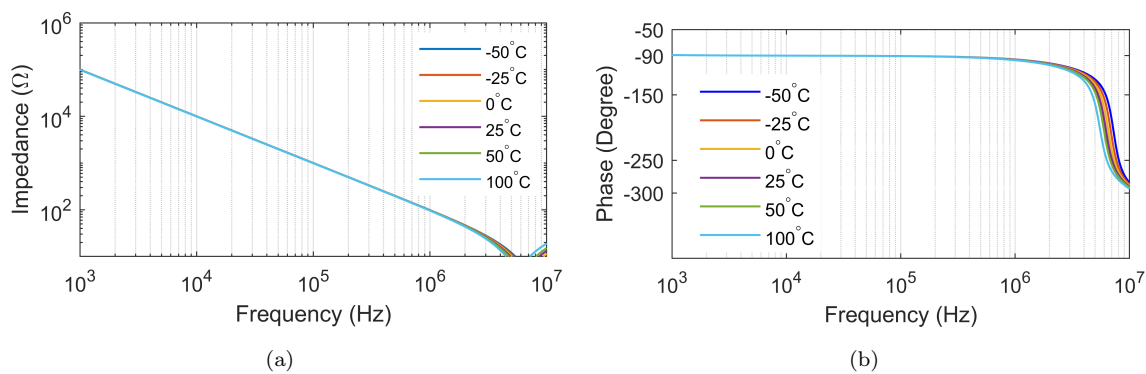 10^6
10^4
10^2
Impedance (Ω)
-50°C
-25°C
0°C
25°C
50°C
100°C
10^3 10^4 10^5 10^6 10^7
Frequency (Hz)
(a)
-50
-90
-150
-250
-300
Phase (Degree)
-50°C
-25°C
0°C
25°C
50°C
100°C
10^3 10^4 10^5 10^6 10^7
Frequency (Hz)
(b)